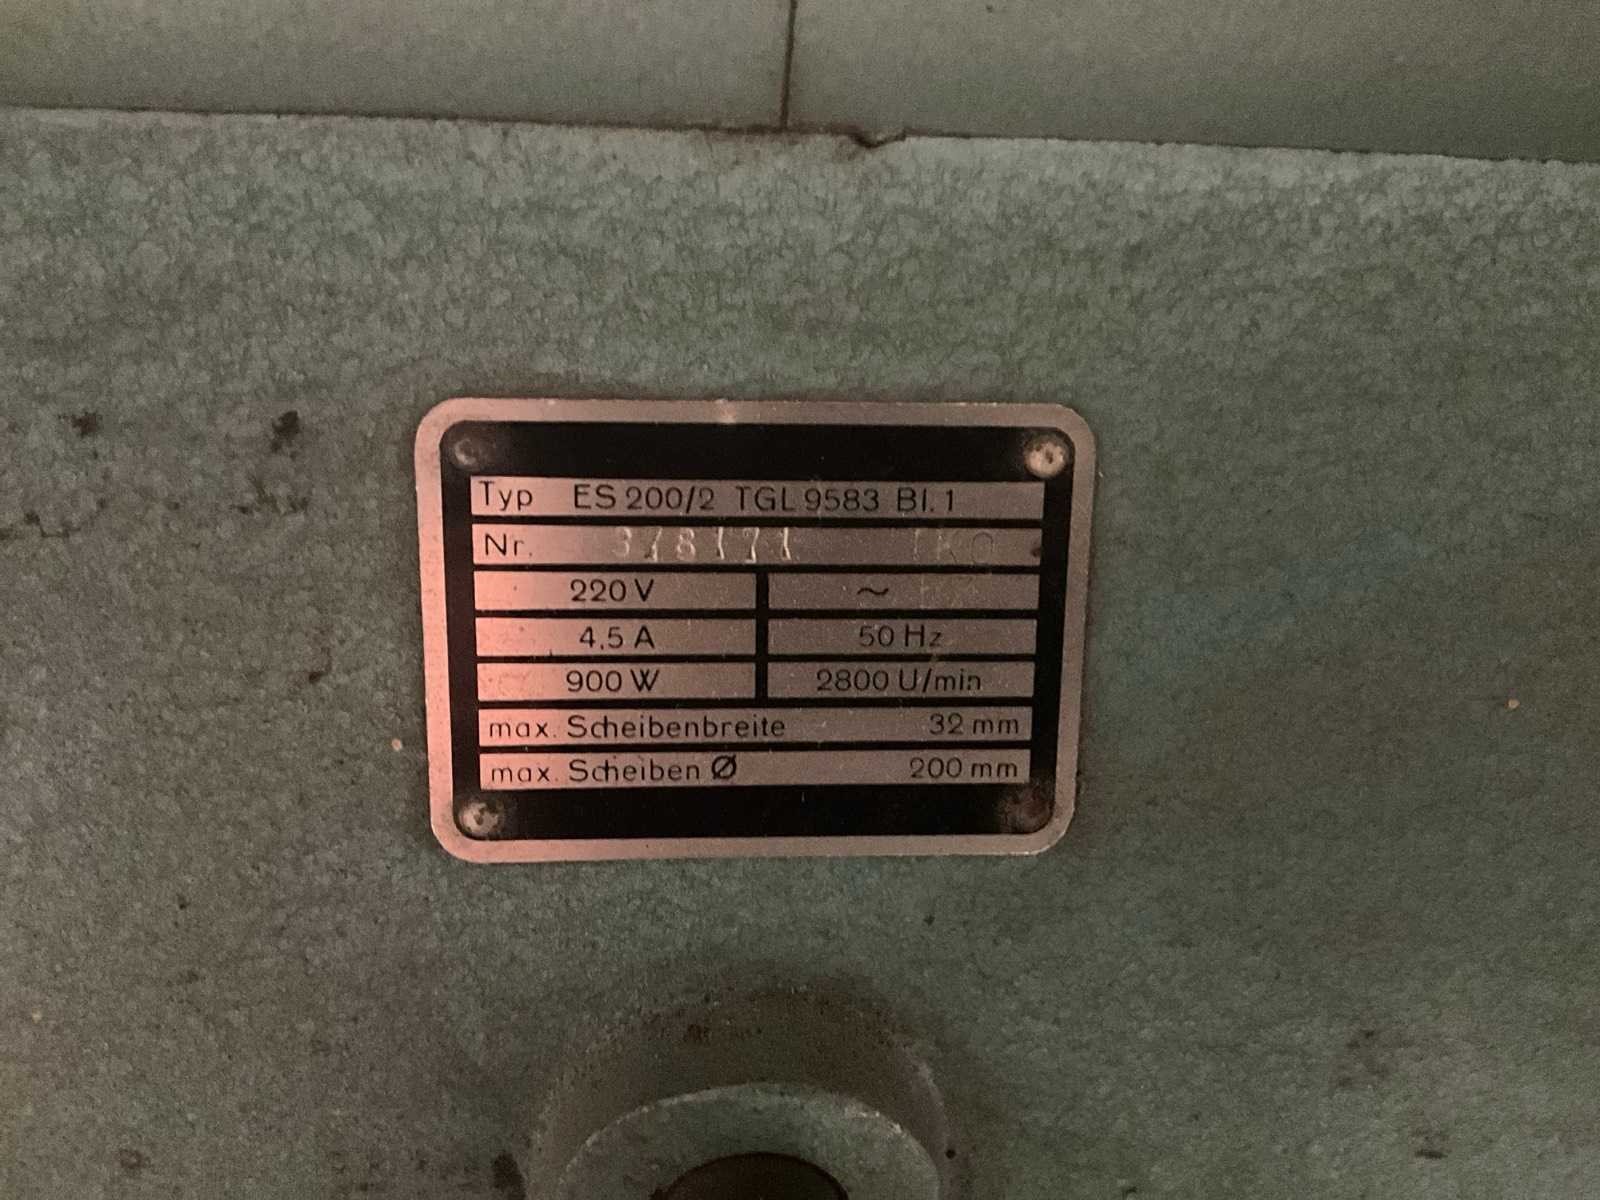 Typ ES 200/2 TGL 9583 Bl. 1
Nr.
220 V ~
4,5 A 50 Hz
900 W 2800 U/min
max. Scheibenbreite 32 mm
max. Scheiben Ø 200 mm